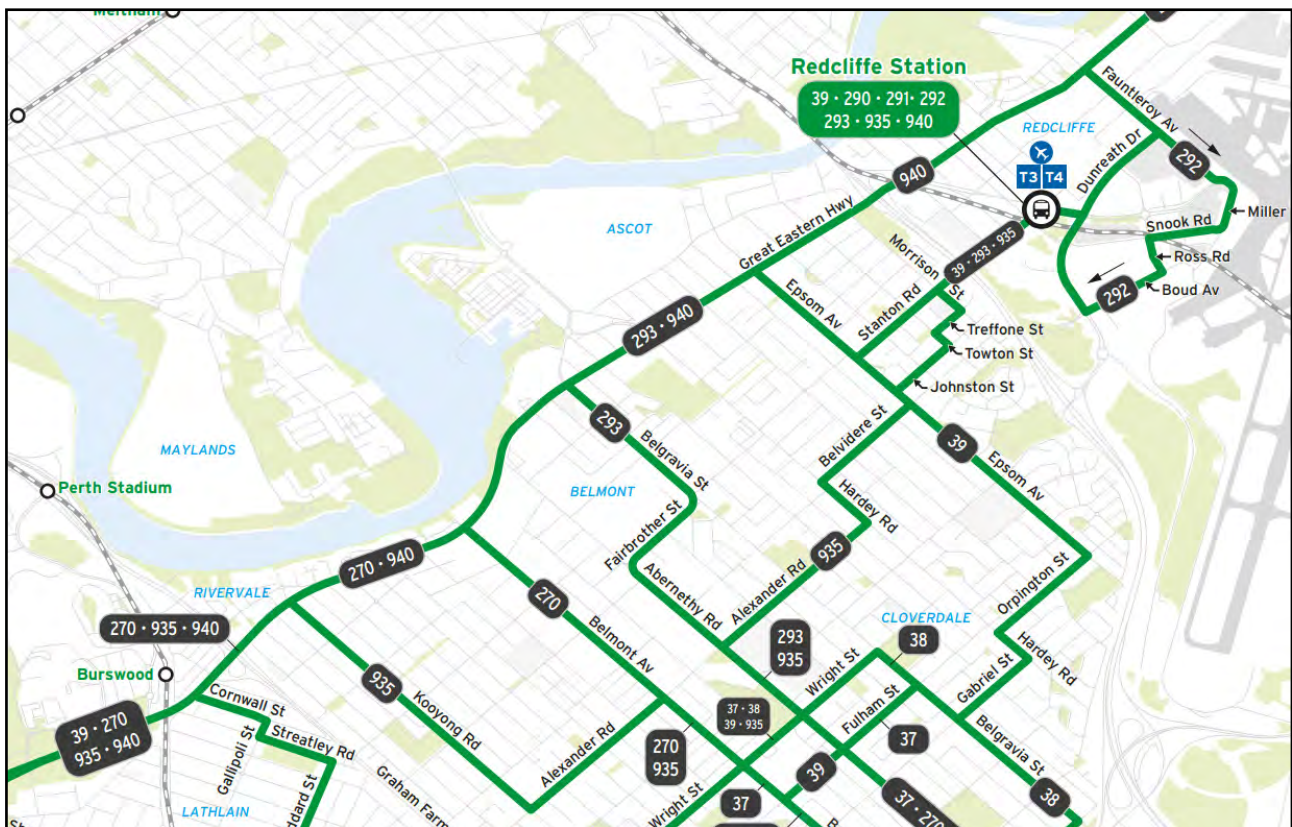 Redcliffe Station
39 • 290 • 291 • 292
293 • 935 • 940
Fauntleroy Av
REDCLIFFE
Dunreath Dr
292
T3 T4
940
Miller
Snook Rd
ASCOT
Great Eastern Hwy
Morrison St
39 • 293 • 935
Ross Rd
292
Boud Av
Epsom Av
Stanton Rd
293 • 940
Treffone St
Towton St
Johnston St
293
Belgravia St
Belvidere St
39
Epsom Av
MAYLANDS
Perth Stadium
BELMONT
Hardey Rd
Fairbrother St
935
270 • 940
Abernethy Rd
Alexander Rd
Orpington St
RIVERVALE
270
CLOVERDALE
270 • 935 • 940
Belmont Av
293
935
Wright St
38
Hardey Rd
Burswood
935
Kooyong Rd
Gabriel St
Cornwall St
37 • 38
39 • 935
Fulham St
Belgravia St
39 • 270
935 • 940
Gallipoli St
Streatley Rd
Alexander Rd
270
935
37
39
38
Graham Farm
37
37 • 270
Wright St
LATHLAIN